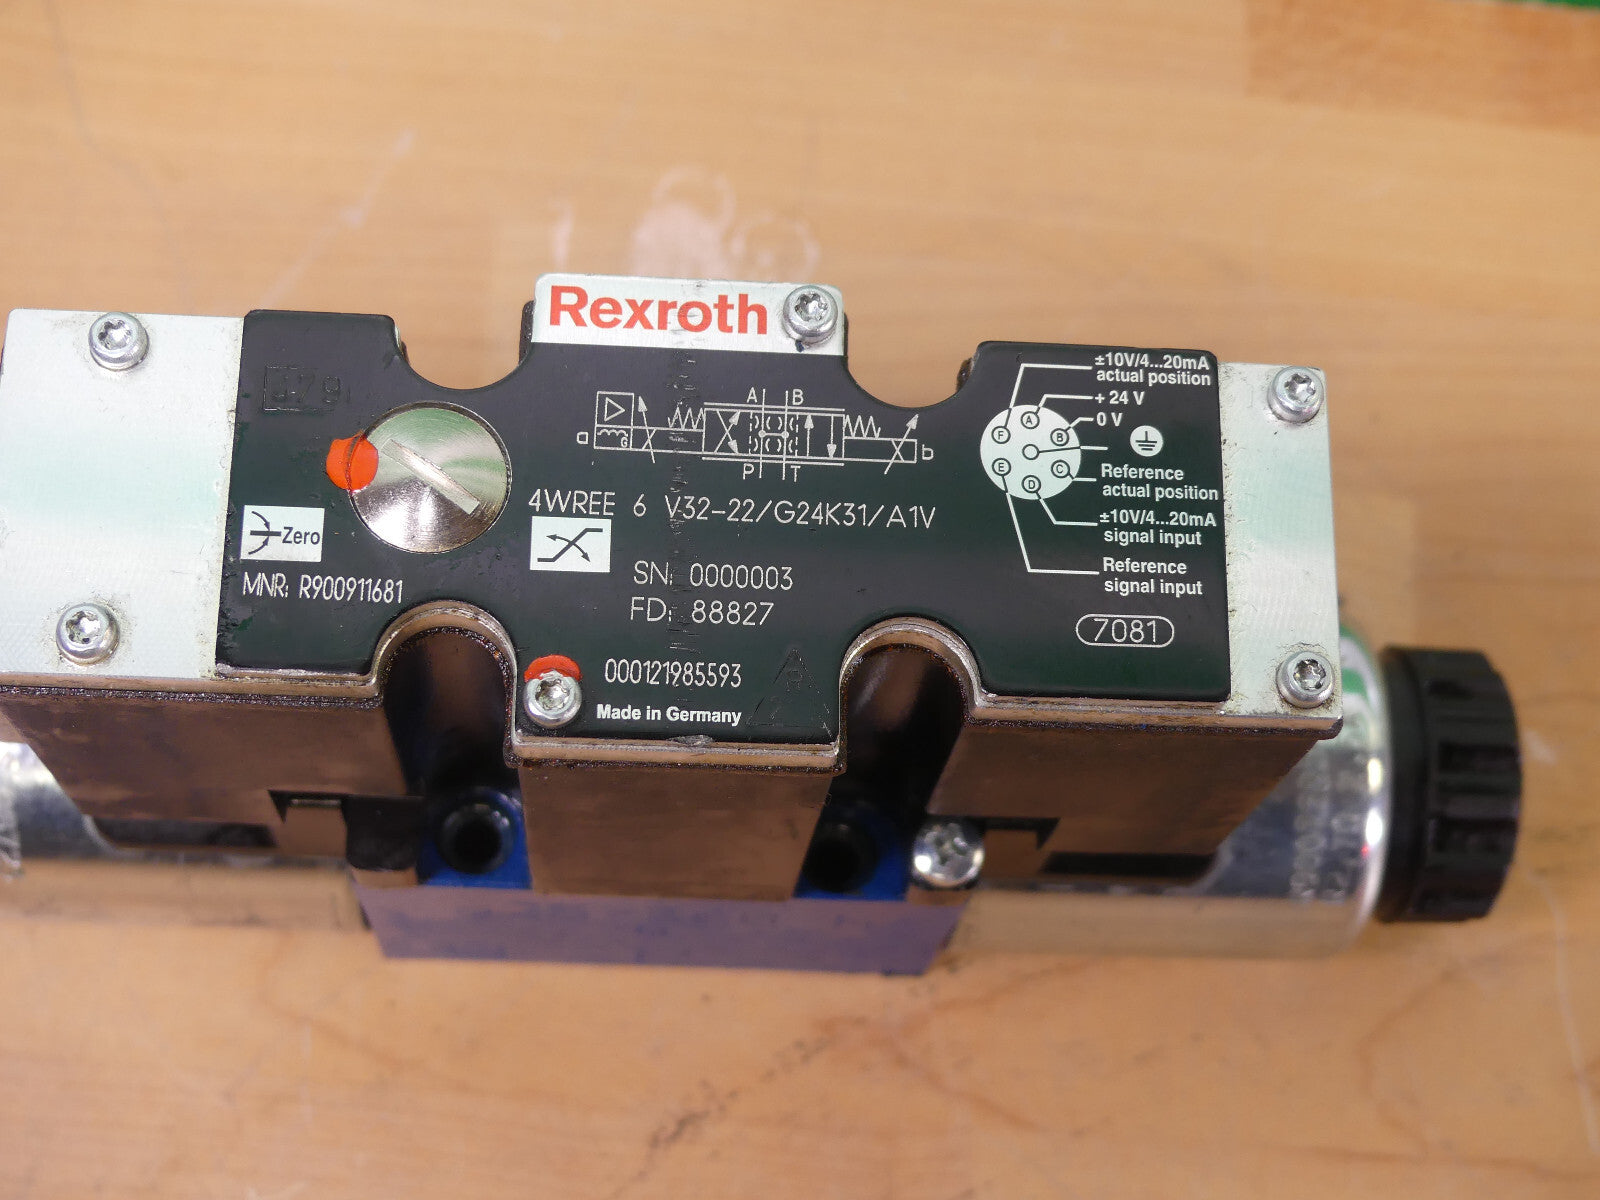 Rexroth
A B
a G b
P T
4WREE 6 V32-22/G24K31/A1V
Zero
MNR: R900911681
SN: 0000003
FD: 88827
000121985593
Made in Germany
±10V/4...20mA
actual position
+ 24 V
0 V
F A B
E D C
Reference
actual position
±10V/4...20mA
signal input
Reference
signal input
7081